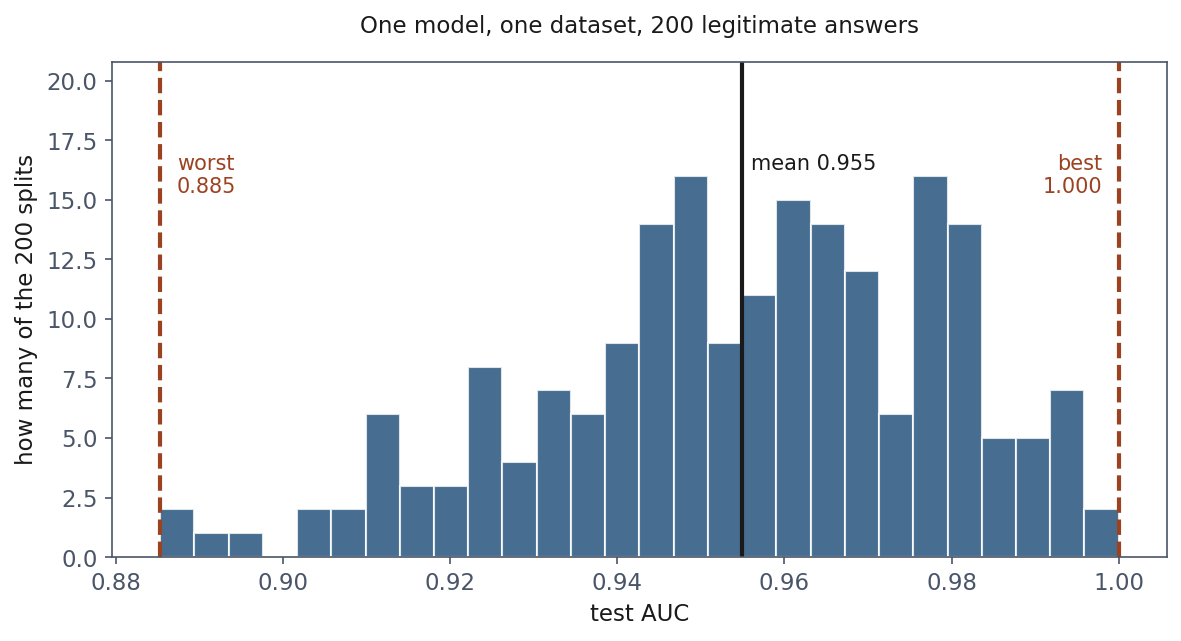 One model, one dataset, 200 legitimate answers
how many of the 200 splits
20.0
17.5
15.0
12.5
10.0
7.5
5.0
2.5
0.0
worst
0.885
mean 0.955
best
1.000
0.88 0.90 0.92 0.94 0.96 0.98 1.00
test AUC